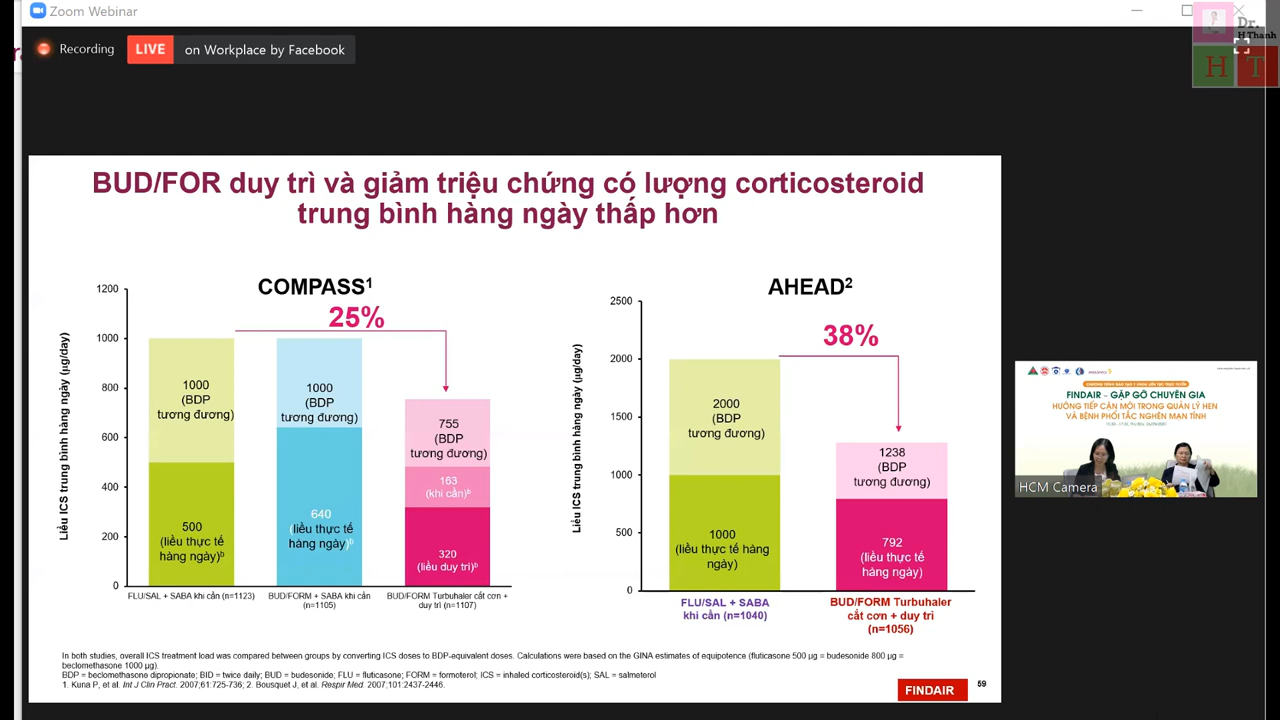 Zoom Webinar
Dr.
H Thanh
H T
Recording
LIVE on Workplace by Facebook
BUD/FOR duy trì và giảm triệu chứng có lượng corticosteroid
trung bình hàng ngày thấp hơn
COMPASS1
25%
Liều ICS trung bình hàng ngày (µg/day)
1200
1000
800
600
400
200
0
1000
(BDP
tương đương)
500
(liều thực tế
hàng ngày)b
1000
(BDP
tương đương)
640
(liều thực tế
hàng ngày)b
755
(BDP
tương đương)
163
(khi cần)b
320
(liều duy trì)b
FLU/SAL + SABA khi cần (n=1123)
BUD/FORM + SABA khi cần
(n=1105)
BUD/FORM Turbuhaler cắt cơn +
duy trì (n=1107)
AHEAD2
38%
Liều ICS trung bình hàng ngày (µg/day)
2500
2000
1500
1000
500
0
2000
(BDP
tương đương)
1000
(liều thực tế hàng
ngày)
1238
(BDP
tương đương)
792
(liều thực tế
hàng ngày)
FLU/SAL + SABA
khi cần (n=1040)
BUD/FORM Turbuhaler
cắt cơn + duy trì
(n=1056)
In both studies, overall ICS treatment load was compared between groups by converting ICS doses to BDP-equivalent doses. Calculations were based on the GINA estimates of equipotence (fluticasone 500 µg = budesonide 800 µg =
beclomethasone 1000 µg).
BDP = beclomethasone dipropionate; BID = twice daily; BUD = budesonide; FLU = fluticasone; FORM = formoterol; ICS = inhaled corticosteroid(s); SAL = salmeterol
1. Kuna P, et al. Int J Clin Pract. 2007;61:725-736; 2. Bousquet J, et al. Respir Med. 2007;101:2437-2446.
FINDAIR
59
FINDAIR – GẶP GỠ CHUYÊN GIA
HƯỚNG TIẾP CẬN MỚI TRONG QUẢN LÝ HEN
VÀ BỆNH PHỔI TẮC NGHẼN MẠN TÍNH
HCM Camera